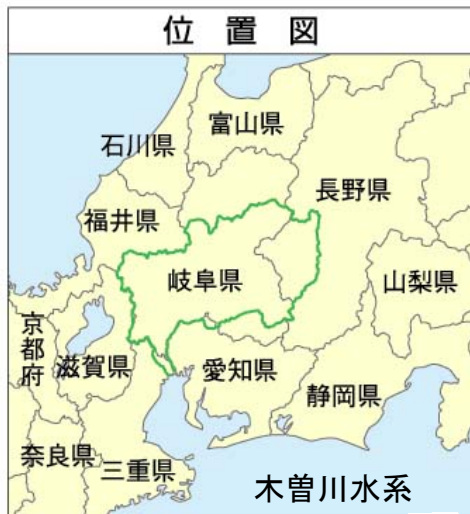 位置図
富山県
石川県
長野県
福井県
岐阜県
山梨県
京都府
滋賀県
愛知県
静岡県
奈良県
三重県
木曽川水系